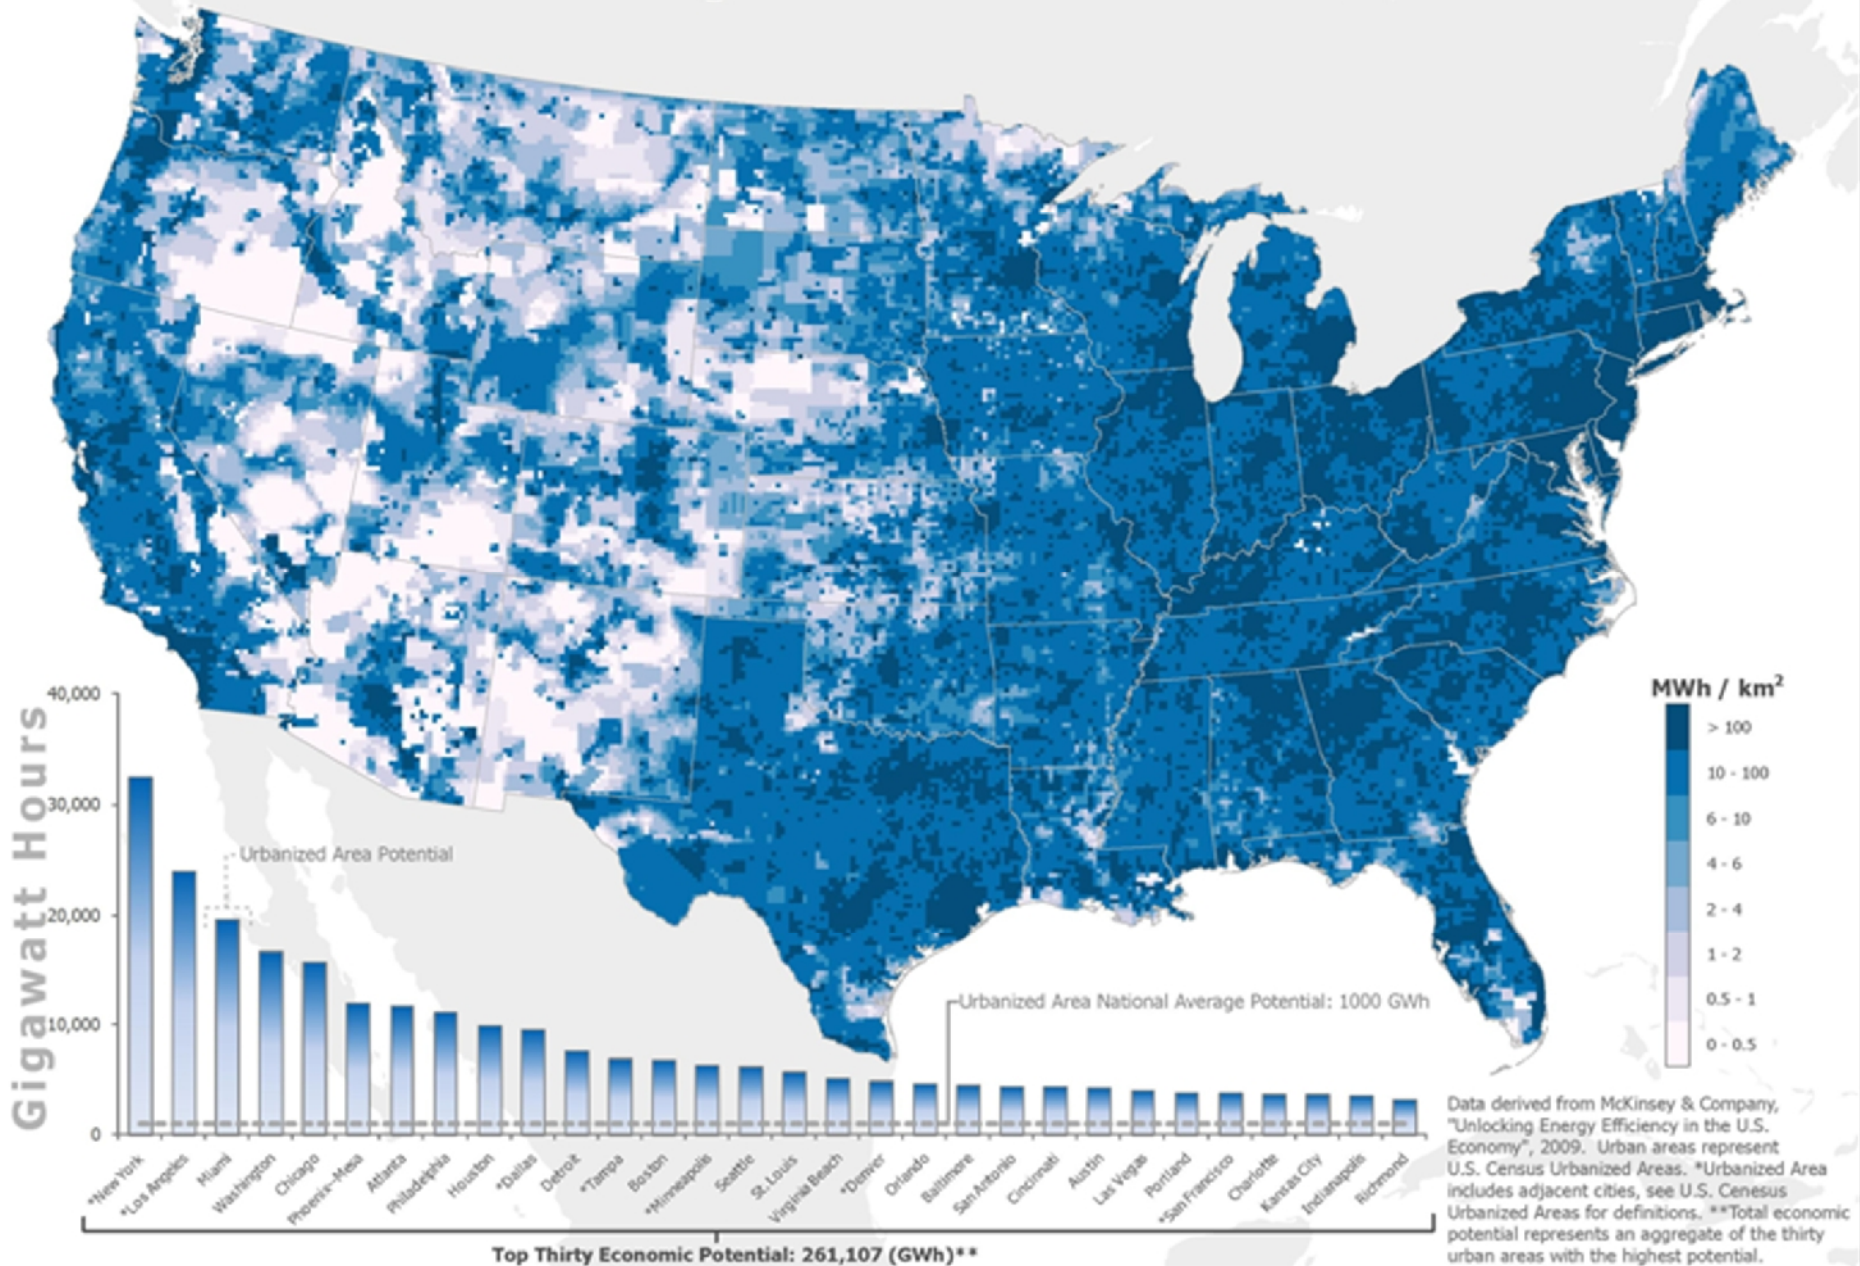 MWh / km2
> 100
10 - 100
6 - 10
4 - 6
2 - 4
1 - 2
0.5 - 1
0 - 0.5
Gigawatt Hours
40,000
30,000
20,000
10,000
0
Urbanized Area Potential
Urbanized Area National Average Potential: 1000 GWh
*New York
*Los Angeles
Miami
Washington
Chicago
Phoenix--Mesa
Atlanta
Philadelphia
Houston
*Dallas
Detroit
*Tampa
Boston
*Minneapolis
Seattle
St. Louis
Virginia Beach
*Denver
Orlando
Baltimore
San Antonio
Cincinnati
Austin
Las Vegas
Portland
*San Francisco
Charlotte
Kansas City
Indianapolis
Richmond
Top Thirty Economic Potential: 261,107 (GWh)**
Data derived from McKinsey & Company,
"Unlocking Energy Efficiency in the U.S.
Economy", 2009. Urban areas represent
U.S. Census Urbanized Areas. *Urbanized Area
includes adjacent cities, see U.S. Cenesus
Urbanized Areas for definitions. **Total economic
potential represents an aggregate of the thirty
urban areas with the highest potential.